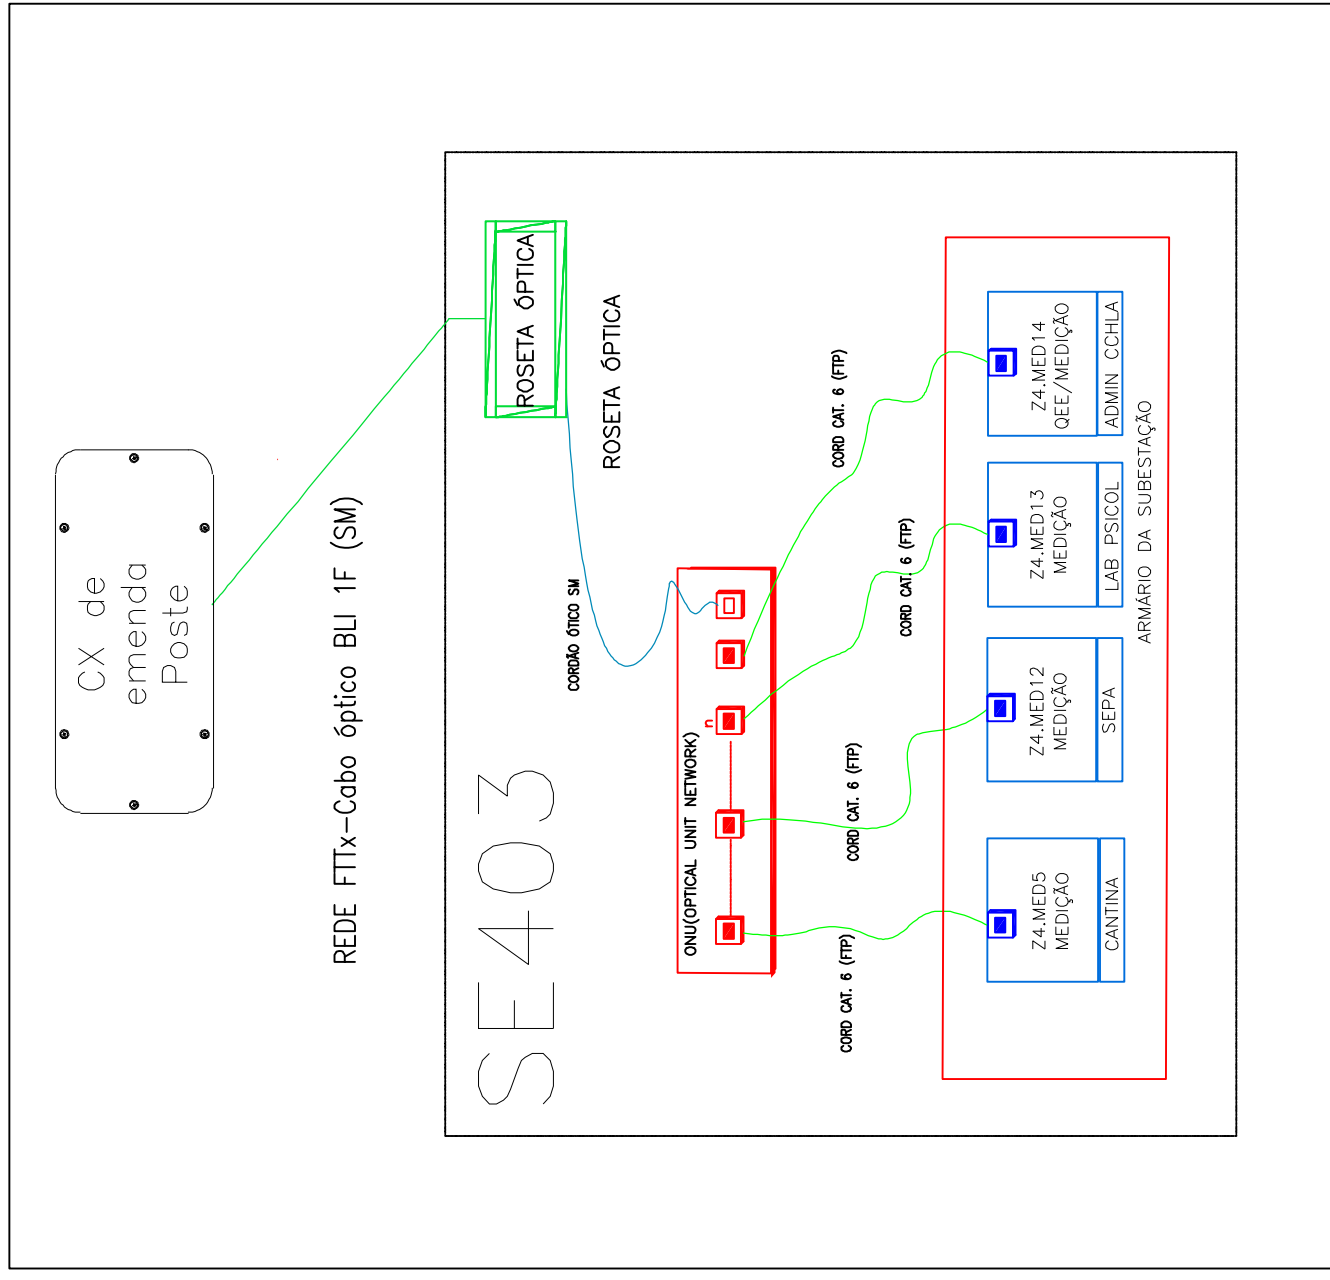 CX de
emenda
Poste
REDE FTTx-Cabo óptico BLI 1F (SM)
SE403
ROSETA ÓPTICA
ROSETA ÓPTICA
CORDÃO ÓTICO SM
ONU(OPTICAL UNIT NETWORK)
n
CORD CAT. 6 (FTP)
CORD CAT. 6 (FTP)
CORD CAT. 6 (FTP)
CORD CAT. 6 (FTP)
Z4.MED5
MEDIÇÃO
CANTINA
Z4.MED12
MEDIÇÃO
SEPA
Z4.MED13
MEDIÇÃO
LAB PSICOL
Z4.MED14
QEE/MEDIÇÃO
ADMIN CCHLA
ARMÁRIO DA SUBESTAÇÃO